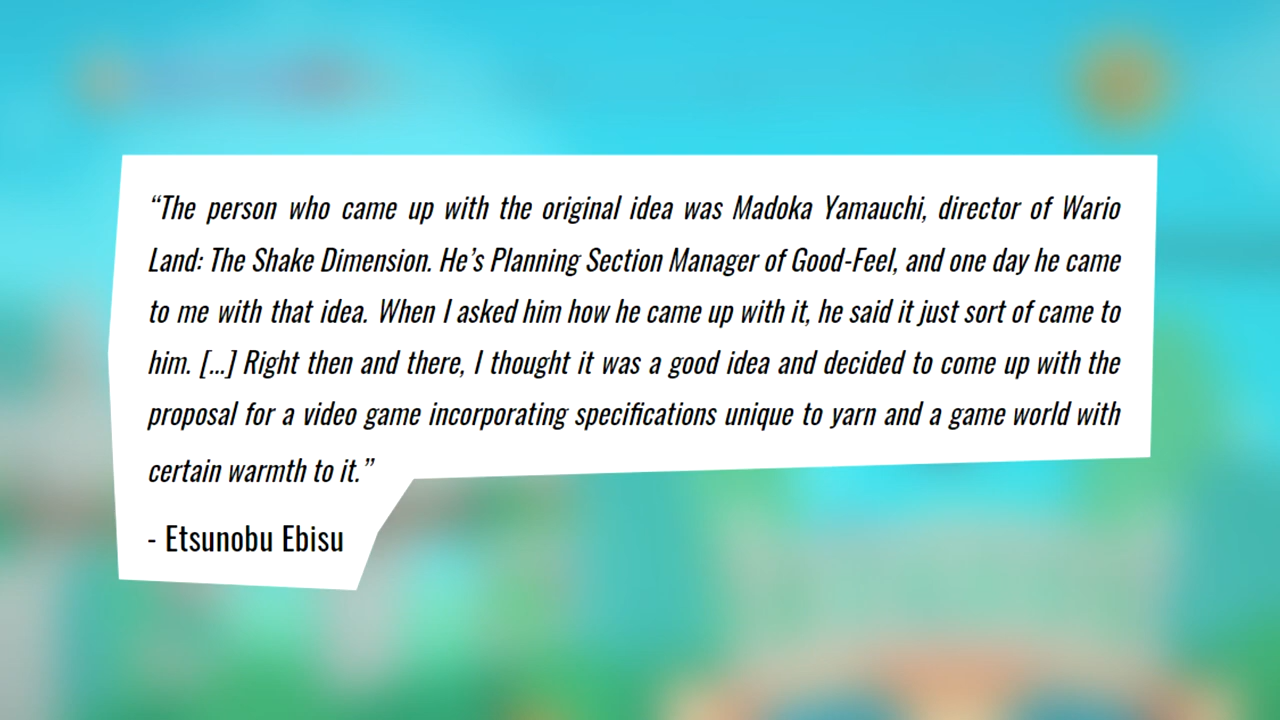 “The person who came up with the original idea was Madoka Yamauchi, director of Wario
Land: The Shake Dimension. He’s Planning Section Manager of Good-Feel, and one day he came
to me with that idea. When I asked him how he came up with it, he said it just sort of came to
him. [...] Right then and there, I thought it was a good idea and decided to come up with the
proposal for a video game incorporating specifications unique to yarn and a game world with
certain warmth to it.”
- Etsunobu Ebisu